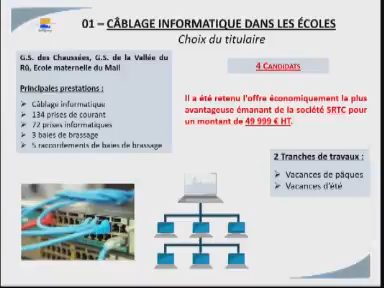 01 – CÂBLAGE INFORMATIQUE DANS LES ÉCOLES
Choix du titulaire
G.S. des Chaussées, G.S. de la Vallée du
Rû, Ecole maternelle du Mail
Principales prestations :
➢ Câblage informatique
➢ 134 prises de courant
➢ 72 prises informatiques
➢ 3 baies de brassage
➢ 5 raccordements de baies de brassage
4 CANDIDATS
Il a été retenu l'offre économiquement la plus
avantageuse émanant de la société SRTC pour
un montant de 49 999 € HT.
2 Tranches de travaux :
➢ Vacances de pâques
➢ Vacances d'été